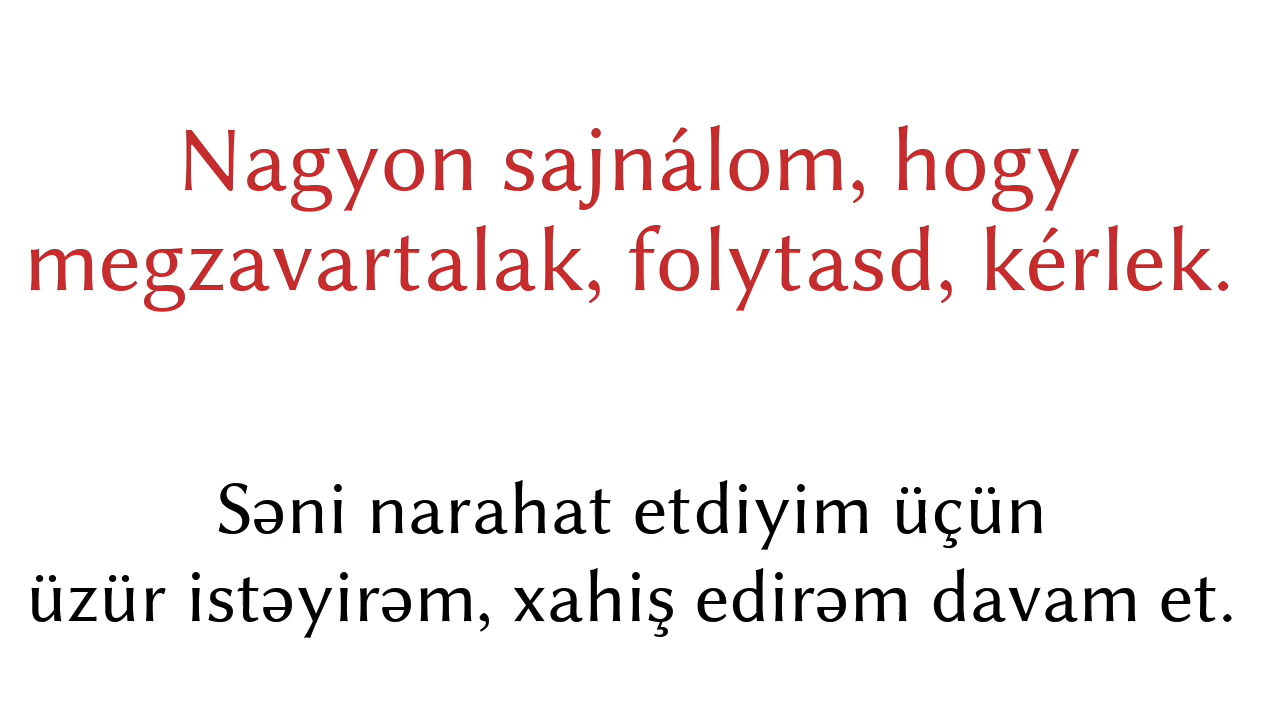 Nagyon sajnálom, hogy
megzavartalak, folytasd, kérlek.
Səni narahat etdiyim üçün
üzür istəyirəm, xahiş edirəm davam et.